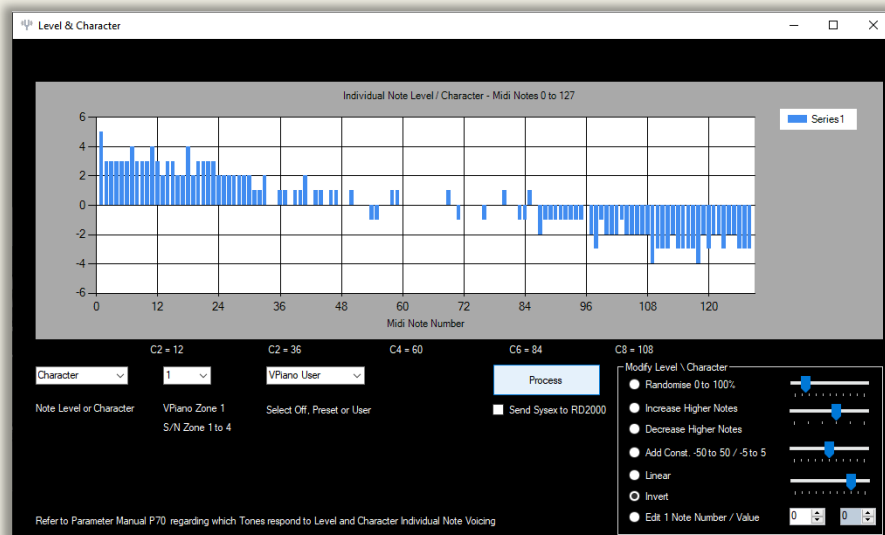 Level & Character
Individual Note Level / Character - Midi Notes 0 to 127
Series1
6
4
2
0
-2
-4
-6
0 12 24 36 48 60 72 84 96 108 120
Midi Note Number
C2 = 12 C2 = 36 C4 = 60 C6 = 84 C8 = 108
Character 1 VPiano User Process
Note Level or Character VPiano Zone 1 Select Off, Preset or User Send Sysex to RD2000
S/N Zone 1 to 4
Modify Level \ Character
Randomise 0 to 100%
Increase Higher Notes
Decrease Higher Notes
Add Const. -50 to 50 / -5 to 5
Linear
Invert
Edit 1 Note Number / Value 0 0
Refer to Parameter Manual P70 regarding which Tones respond to Level and Character Individual Note Voicing